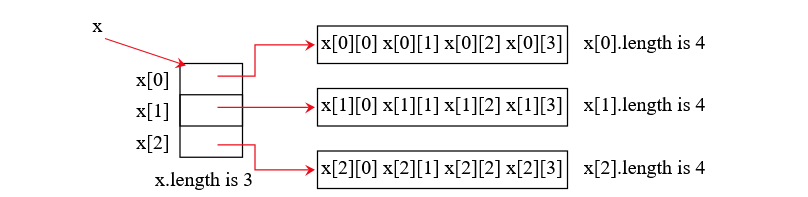 x
x[0]
x[0][0] x[0][1] x[0][2] x[0][3]
x[0].length is 4
x[1]
x[1][0] x[1][1] x[1][2] x[1][3]
x[1].length is 4
x[2]
x[2][0] x[2][1] x[2][2] x[2][3]
x[2].length is 4
x.length is 3